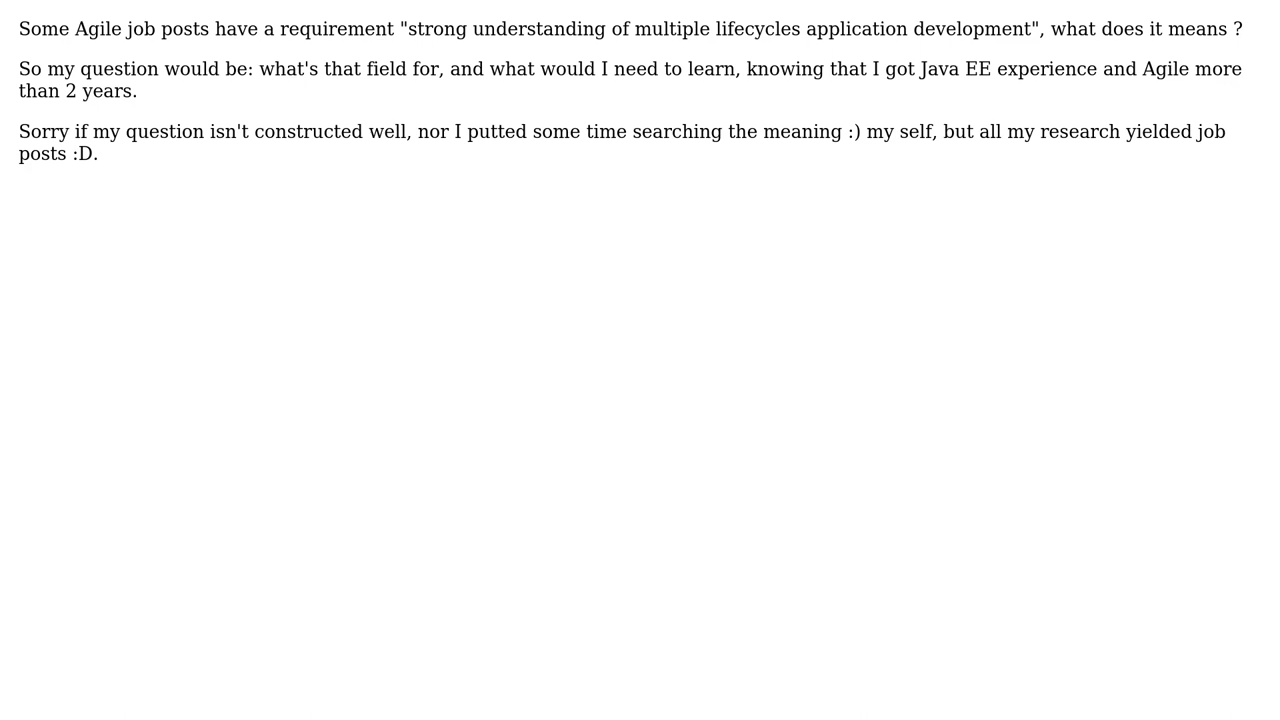 Some Agile job posts have a requirement "strong understanding of multiple lifecycles application development", what does it means ?
So my question would be: what's that field for, and what would I need to learn, knowing that I got Java EE experience and Agile more
than 2 years.
Sorry if my question isn't constructed well, nor I putted some time searching the meaning :) my self, but all my research yielded job
posts :D.